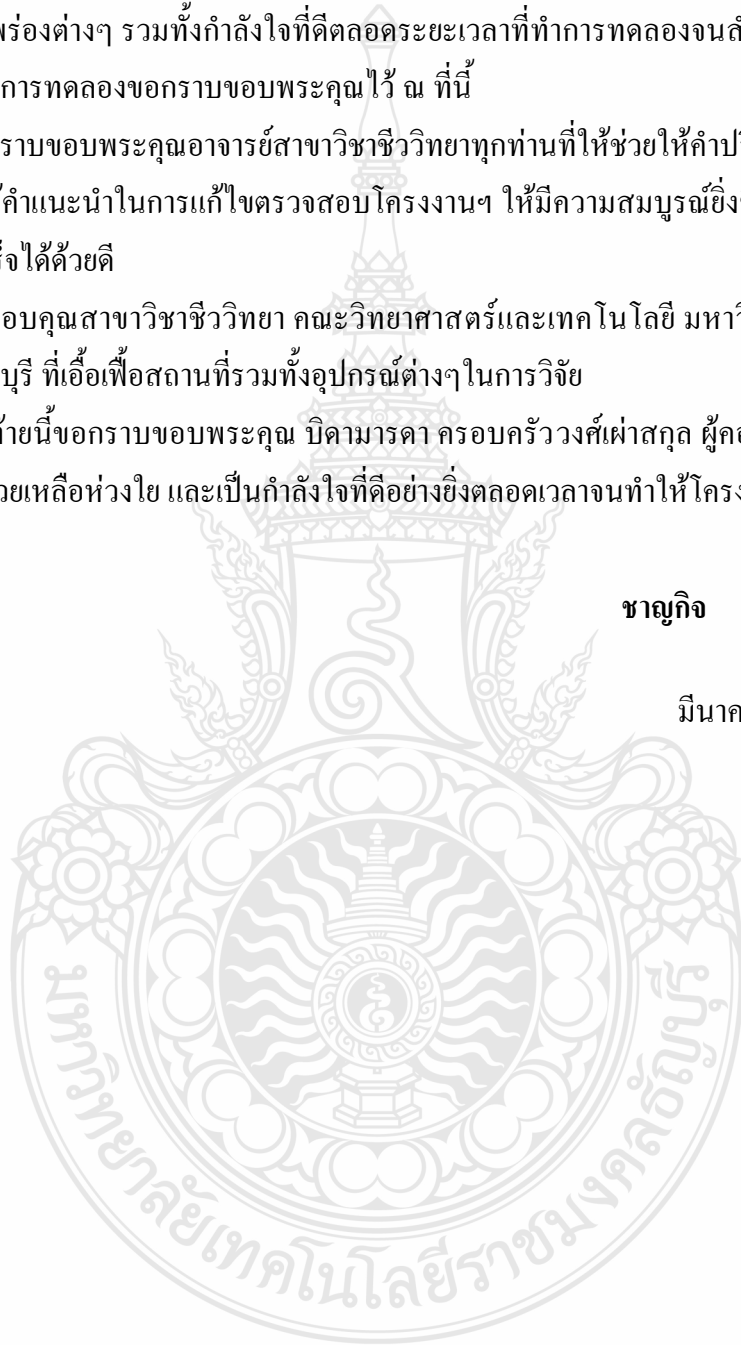 พร่องต่างๆ รวมทั้งกำลังใจที่ดีตลอดระยะเวลาที่ทำการทดลองจน
การทดลองขอกราบขอบพระคุณไว้ ณ ที่นี้
ราบขอบพระคุณอาจารย์สาขาวิชาชีววิทยาทุกท่านที่ให้ช่วยให้คำ
คำแนะนำในการแก้ไขตรวจสอบโครงงานฯ ให้มีความสมบูรณ์ยิ่ง
จได้ด้วยดี
อบคุณสาขาวิชาชีววิทยา คณะวิทยาศาสตร์และเทคโนโลยี มหาวิ
บุรี ที่เอื้อเฟื้อสถานที่รวมทั้งอุปกรณ์ต่างๆในการวิจัย
ายนี้ขอกราบขอบพระคุณ บิดามารดา ครอบครัววงศ์เผ่าสกุล ผู้ค
วยเหลือห่วงใย และเป็นกำลังใจที่ดีอย่างยิ่งตลอดเวลาจนทำให้โครง
ชาญกิจ
มีนาค
มหาวิทยาลัยเทคโนโลยีราชมงคลธัญบุรี